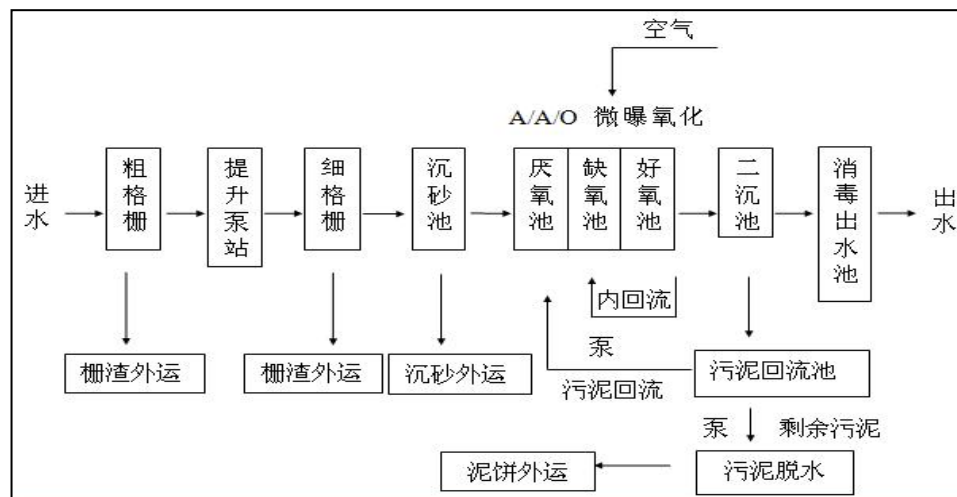 空气
A/A/O 微曝氧化
进水
粗格栅
提升泵站
细格栅
沉砂池
厌氧池
缺氧池
好氧池
二沉池
消毒出水池
出水
内回流
泵
污泥回流
栅渣外运
栅渣外运
沉砂外运
污泥回流池
泵
剩余污泥
泥饼外运
污泥脱水